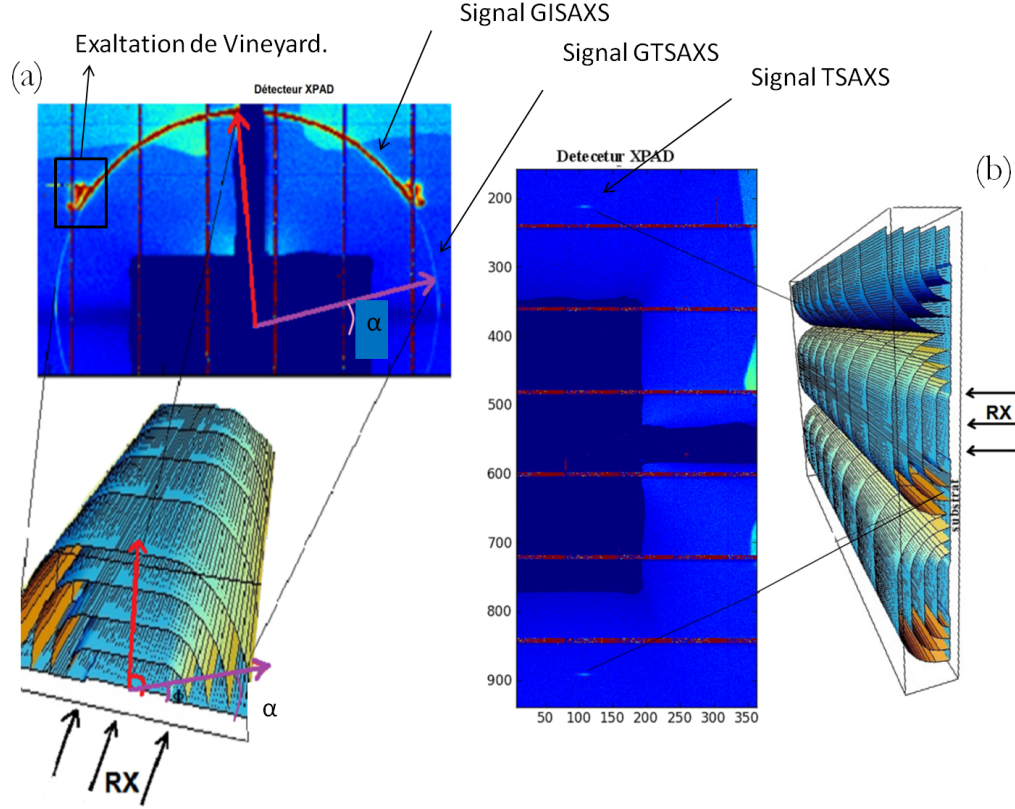 Signal GISAXS
Exaltation de Vineyard.
Signal GTSAXS
Signal TSAXS
(a)
Détecteur XPAD
Detecetur XPAD
(b)
200
300
400
500
600
700
800
900
50 100 150 200 250 300 350
α
RX
substrat
ϕ
α
RX